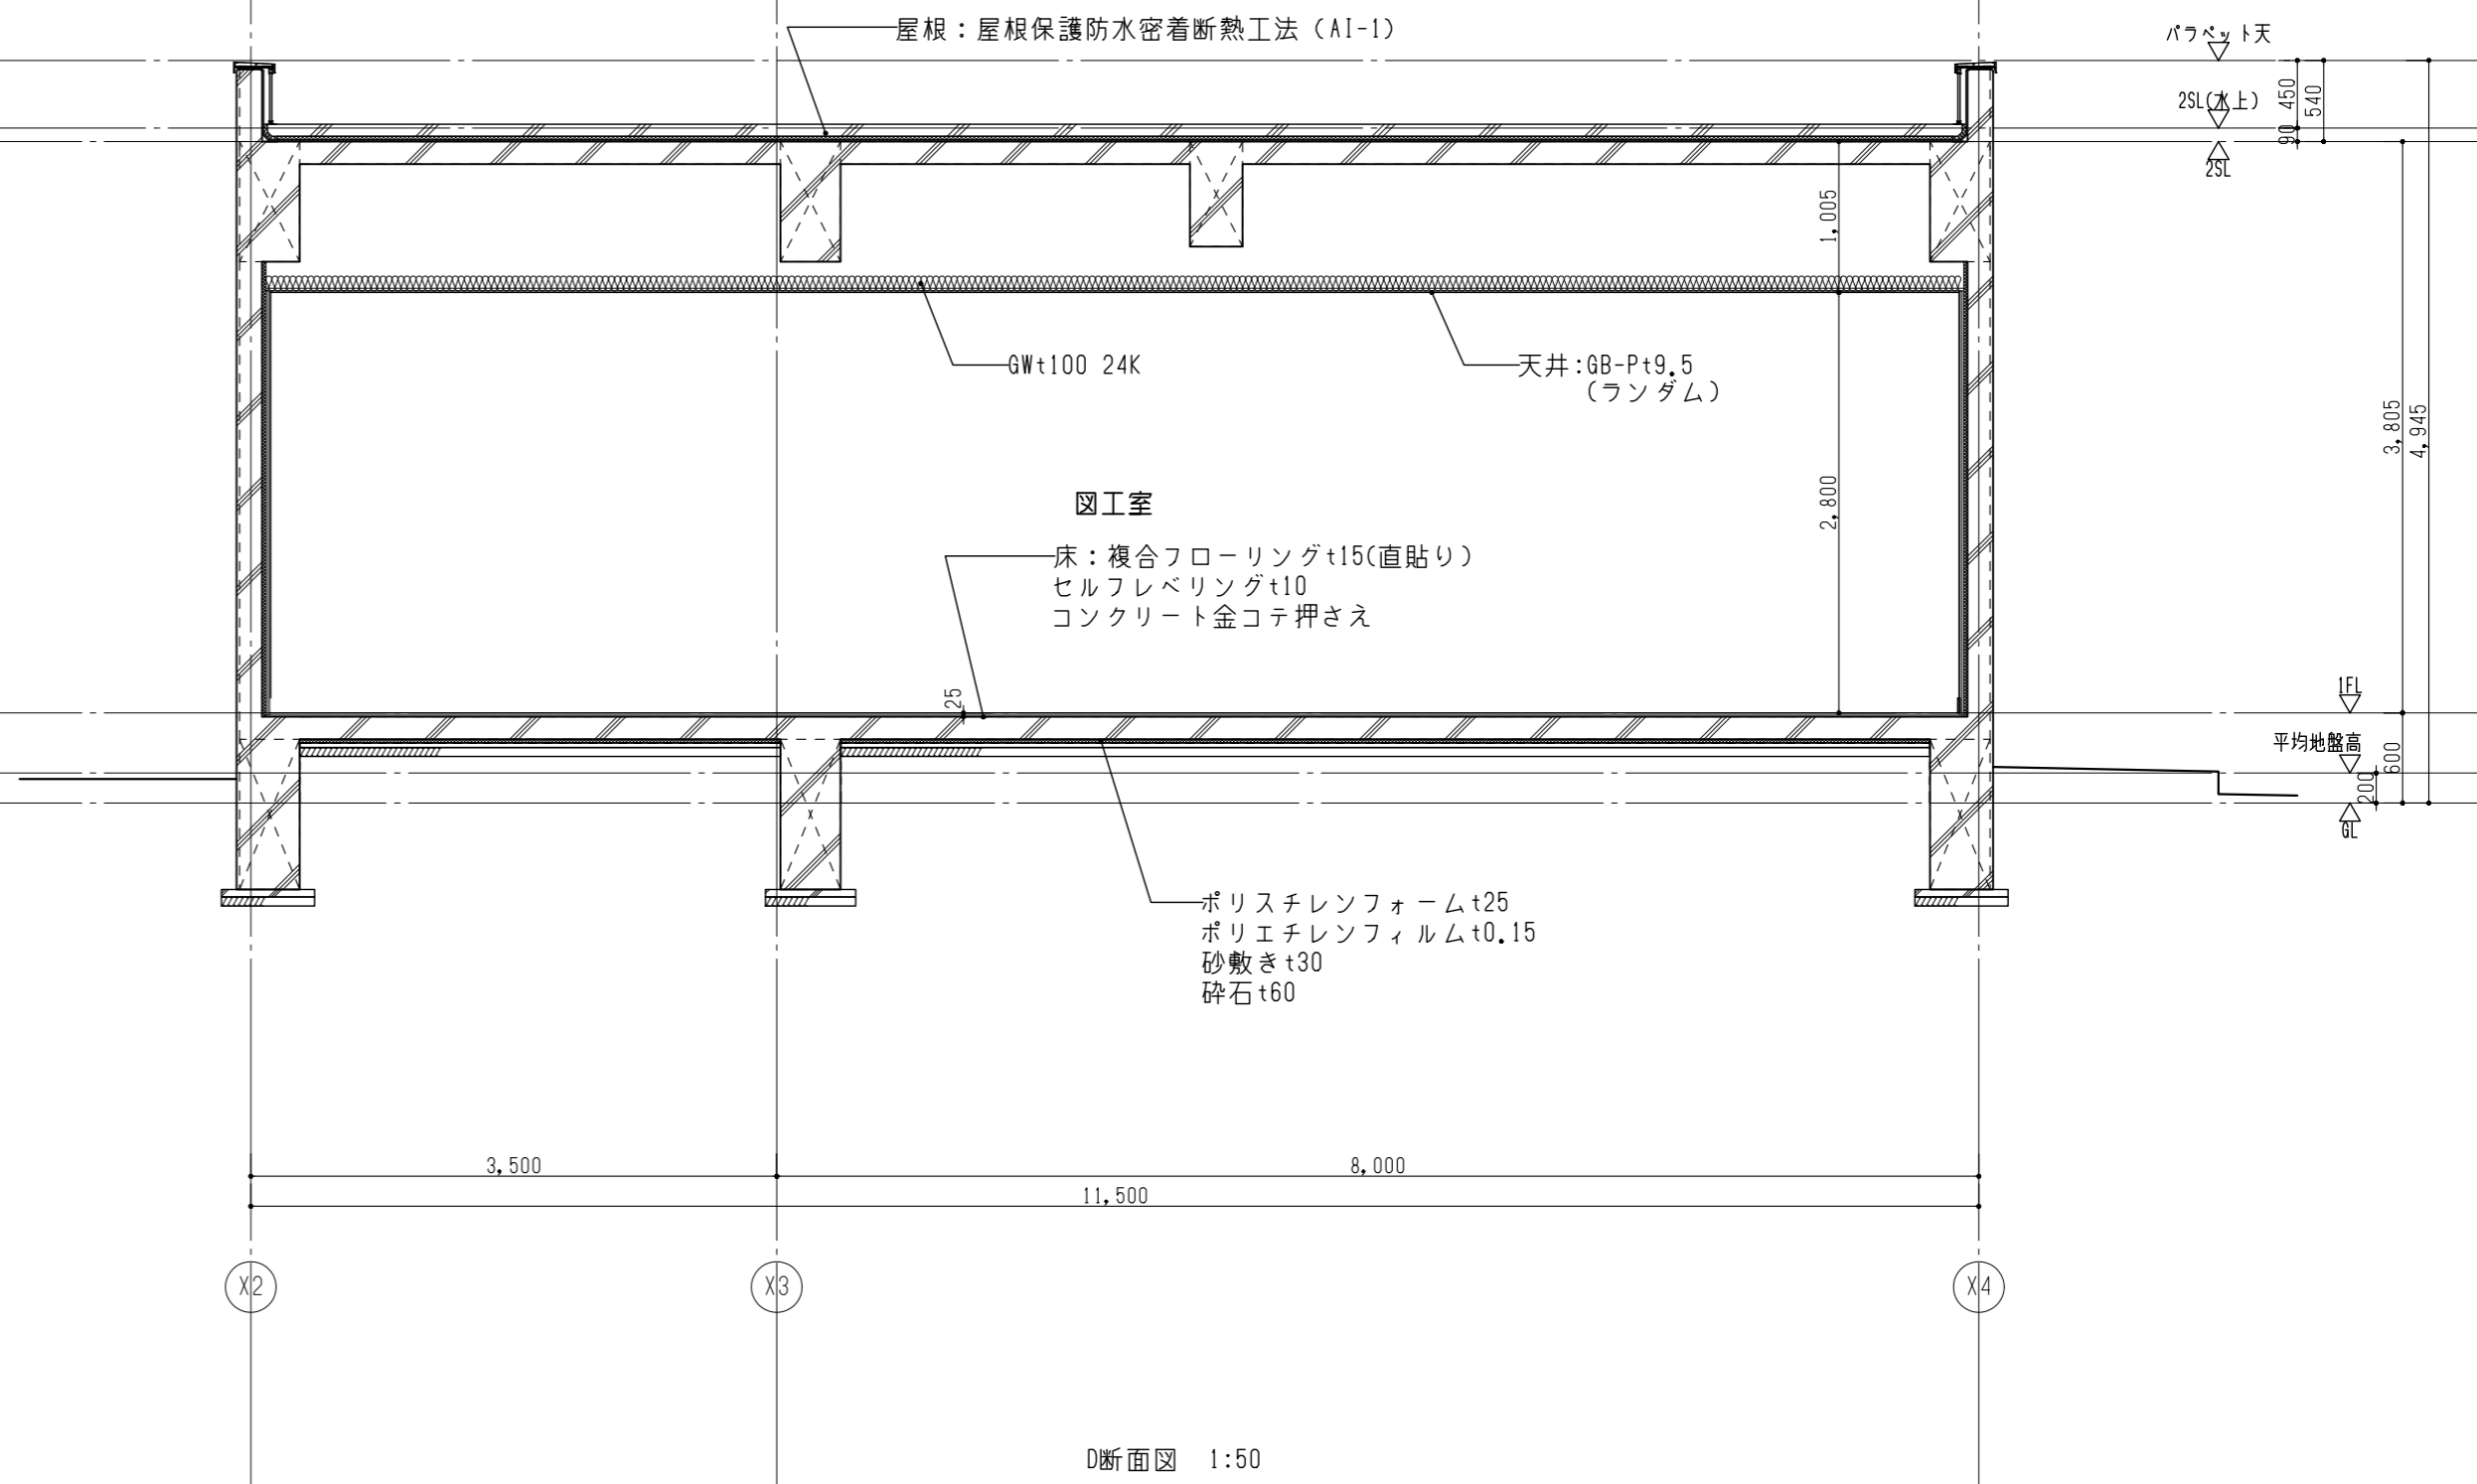 屋根：屋根保護防水密着断熱工法（AI-1）
パラペット天
2SL(水上)
2SL
450
90
540
1,005
GWt100 24K
天井:GB-Pt9.5
（ランダム）
3,805
4,945
2,800
図工室
床：複合フローリングt15(直貼り)
セルフレベリングt10
コンクリート金コテ押さえ
25
1FL
平均地盤高
600
200
GL
ポリスチレンフォームt25
ポリエチレンフィルムt0.15
砂敷きt30
砕石t60
3,500
8,000
11,500
X2
X3
X4
D断面図 1:50